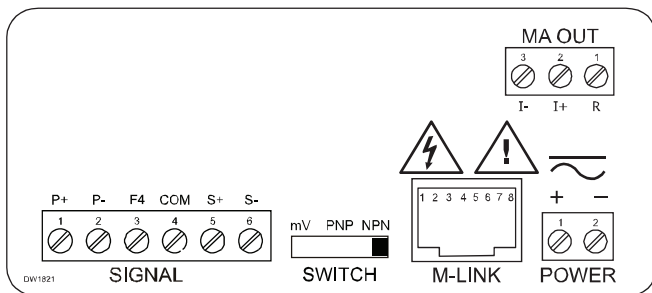 MA OUT
3 2 1
I- I+ R
P+ P- F4 COM S+ S-
1 2 3 4 5 6
SIGNAL
mV PNP NPN
SWITCH
1 2 3 4 5 6 7 8
M-LINK
+ −
1 2
POWER
DW1821